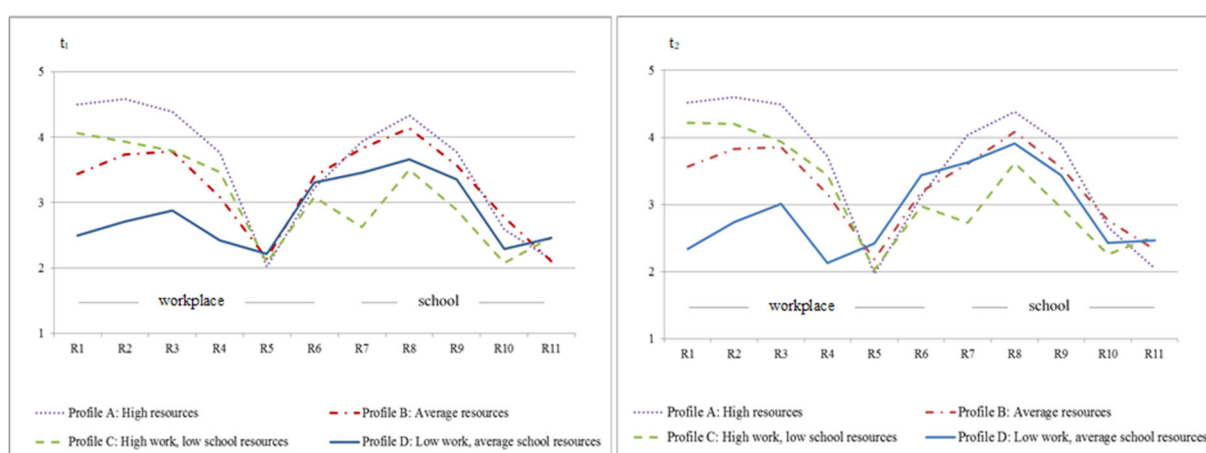 t₁
5
4
3
2
1
workplace
school
R1 R2 R3 R4 R5 R6 R7 R8 R9 R10 R11
Profile A: High resources
Profile B: Average resources
Profile C: High work, low school resources
Profile D: Low work, average school resources
t₂
5
4
3
2
1
workplace
school
R1 R2 R3 R4 R5 R6 R7 R8 R9 R10 R11
Profile A: High resources
Profile B: Average resources
Profile C: High work, low school resources
Profile D: Low work, average school resources